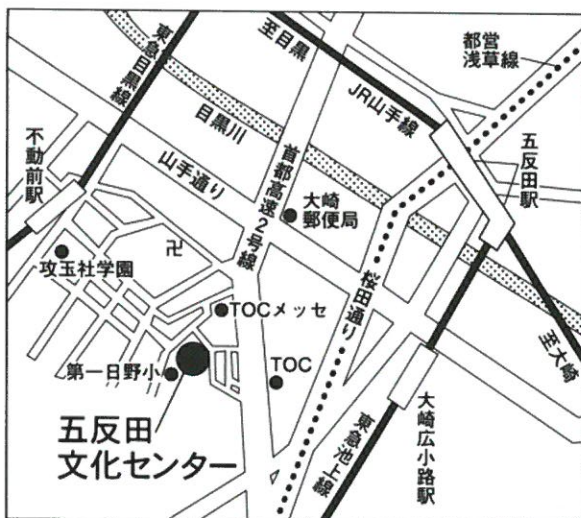 都営
浅草線
至目黒
JR山手線
東急目黒線
目黒川
山手通り
首都高速2号線
不動前駅
五反田駅
大崎
郵便局
卍
攻玉社学園
桜田通り
TOCメッセ
TOC
至大崎
第一日野小
大崎広小路駅
東急池上線
五反田
文化センター